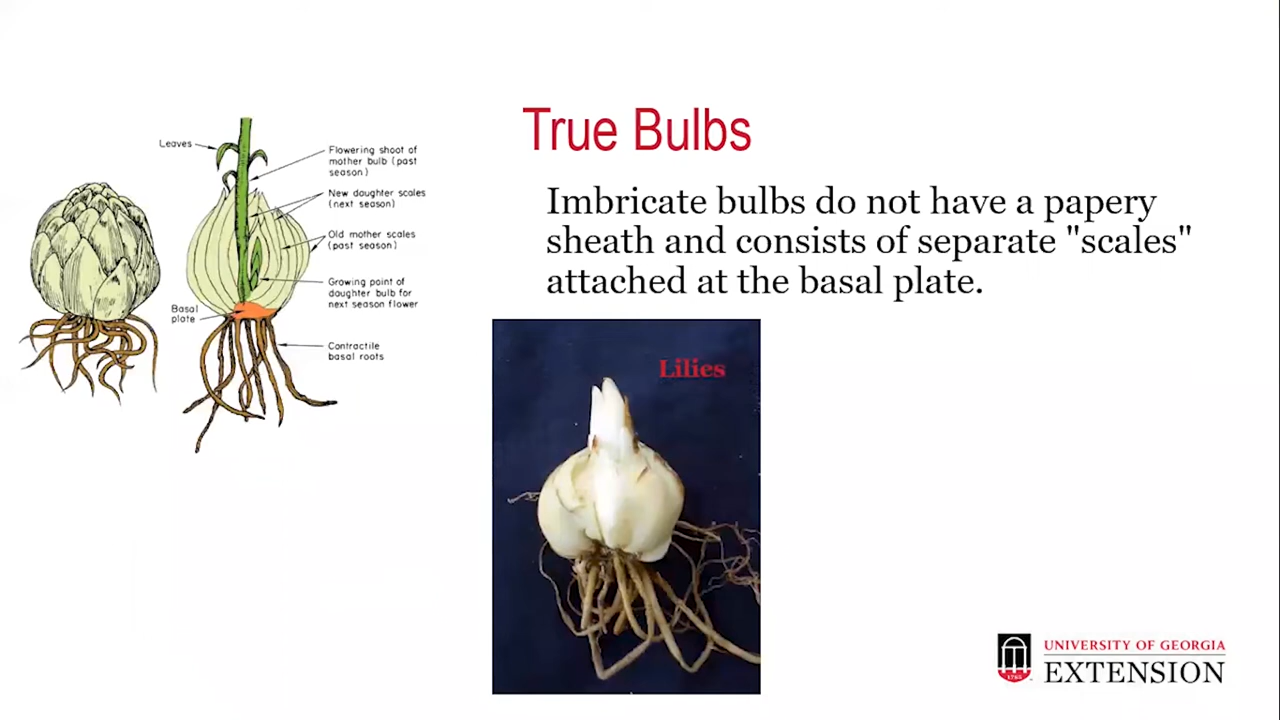 True Bulbs
Imbricate bulbs do not have a papery
sheath and consists of separate "scales"
attached at the basal plate.
Leaves
Flowering shoot of
mother bulb (past
season)
New daughter scales
(next season)
Old mother scales
(past season)
Growing point of
daughter bulb for
next season flower
Basal
plate
Contractile
basal roots
Lilies
1785
UNIVERSITY OF GEORGIA
EXTENSION